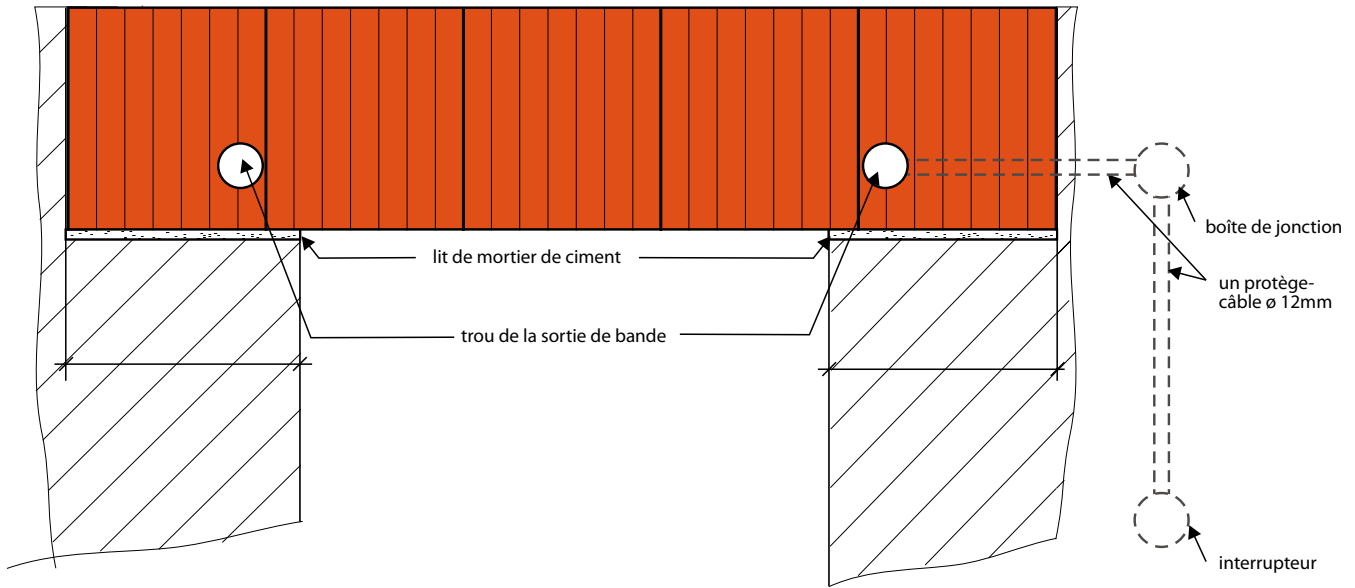 boîte de jonction
lit de mortier de ciment
un protège-
câble ø 12mm
trou de la sortie de bande
interrupteur